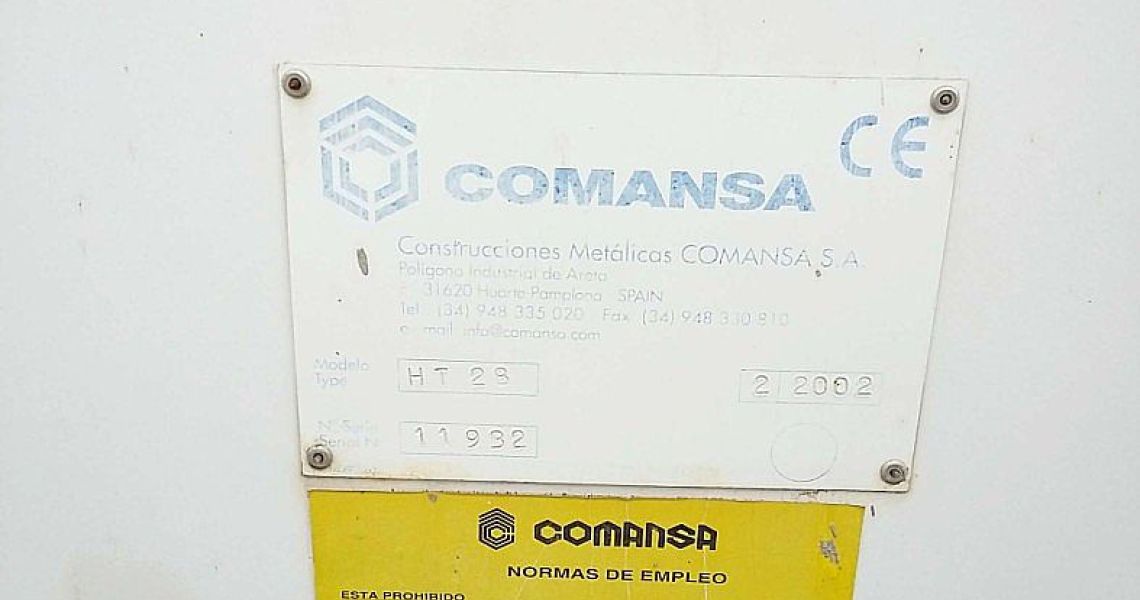 CE
COMANSA
Construcciones Metálicas COMANSA S.A.
Polígono Industrial de Areta
31620 Huarte-Pamplona SPAIN
Tel (34) 948 335 020 Fax (34) 948 330 810
e mail info@comansa.com
Modelo
Type
HT 23
2 2002
N. Serie
Serial N
11932
COMANSA
NORMAS DE EMPLEO
ESTA PROHIBIDO